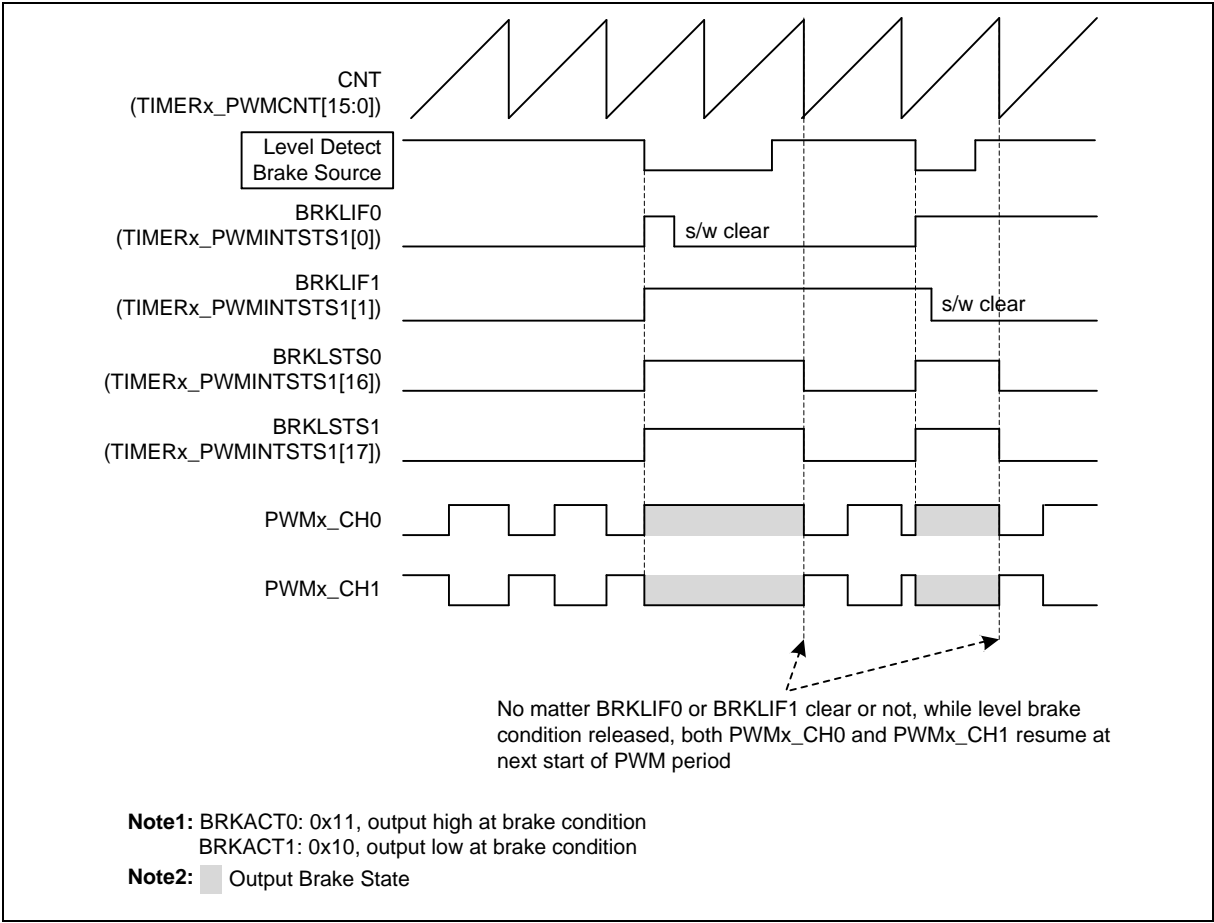 CNT
(TIMERx_PWMCNT[15:0])
Level Detect
Brake Source
BRKLIF0
(TIMERx_PWMINTSTS1[0])
s/w clear
BRKLIF1
(TIMERx_PWMINTSTS1[1])
s/w clear
BRKLSTS0
(TIMERx_PWMINTSTS1[16])
BRKLSTS1
(TIMERx_PWMINTSTS1[17])
PWMx_CH0
PWMx_CH1
No matter BRKLIF0 or BRKLIF1 clear or not, while level brake
condition released, both PWMx_CH0 and PWMx_CH1 resume at
next start of PWM period
Note1: BRKACT0: 0x11, output high at brake condition
BRKACT1: 0x10, output low at brake condition
Note2: Output Brake State